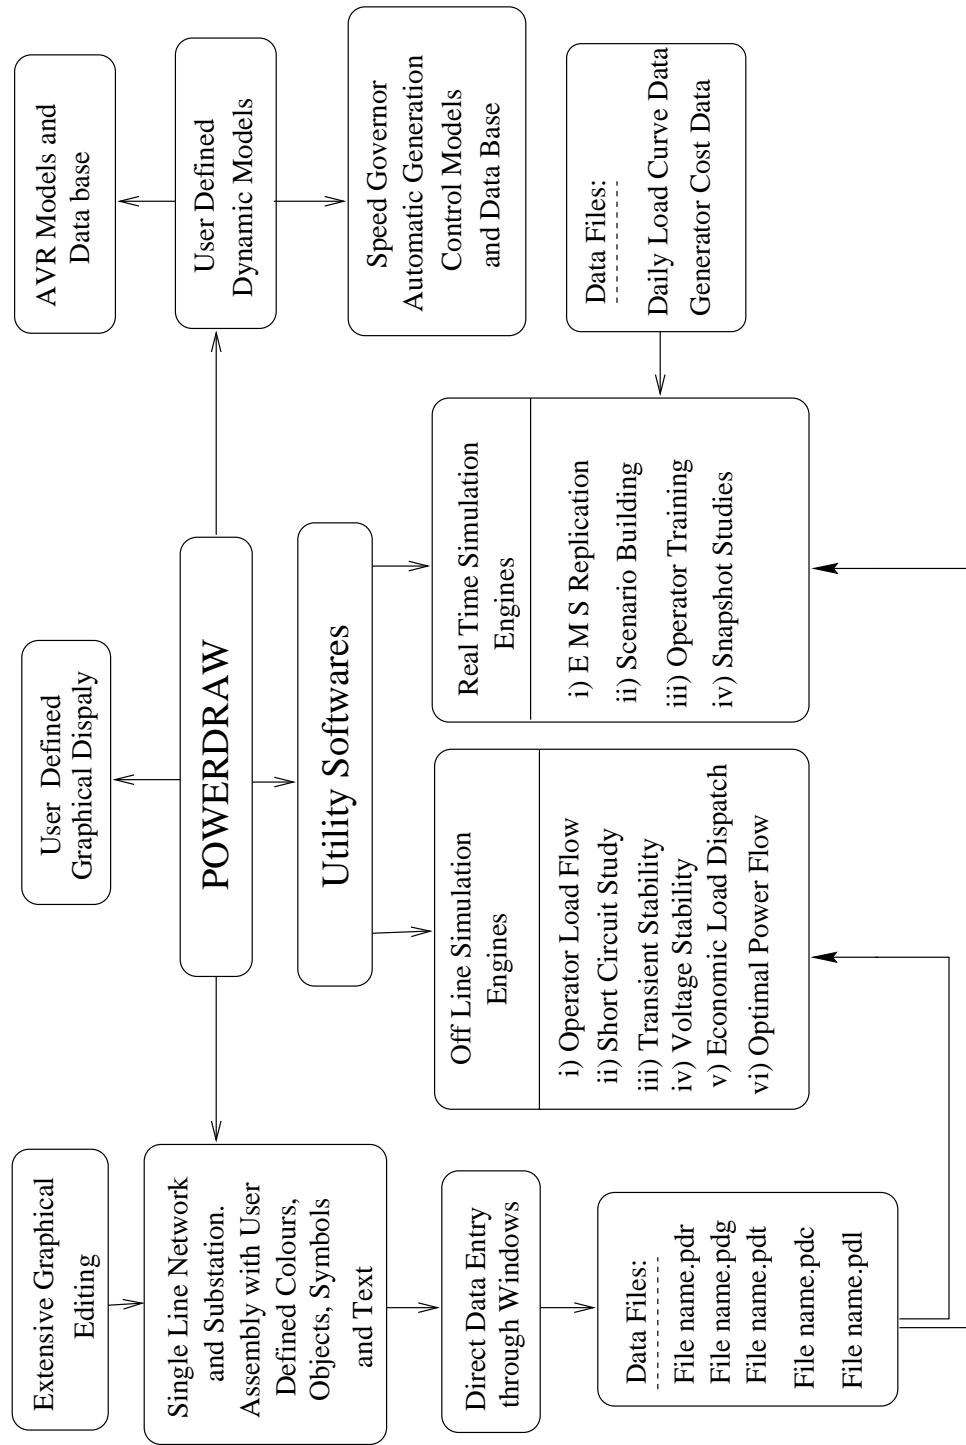 Extensive Graphical
Editing
Single Line Network
and Substation.
Assembly with User
Defined Colours,
Objects, Symbols
and Text
Direct Data Entry
through Windows
Data Files:
File name.pdr
File name.pdg
File name.pdt
File name.pdc
File name.pdl
User Defined
Graphical Dispaly
POWERDRAW
Utility Softwares
Off Line Simulation
Engines
i) Operator Load Flow
ii) Short Circuit Study
iii) Transient Stability
iv) Voltage Stability
v) Economic Load Dispatch
vi) Optimal Power Flow
Real Time Simulation
Engines
i) E M S Replication
ii) Scenario Building
iii) Operator Training
iv) Snapshot Studies
AVR Models and
Data base
User Defined
Dynamic Models
Speed Governor
Automatic Generation
Control Models
and Data Base
Data Files:
Daily Load Curve Data
Generator Cost Data